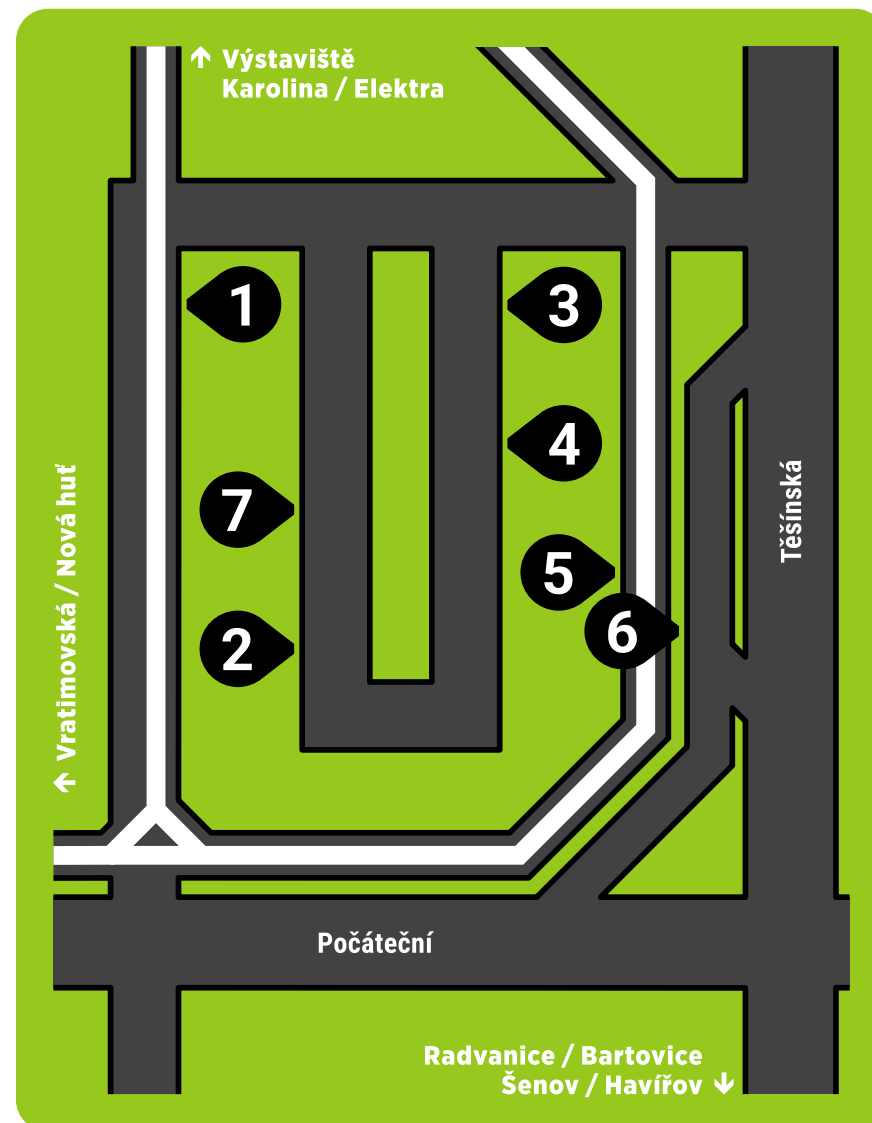 ↑ Výstaviště
Karolina / Elektra
1
3
4
7
5
6
2
↑ Vratimovská / Nová huť
Těšínská
Počáteční
Radvanice / Bartovice
Šenov / Havířov ↓